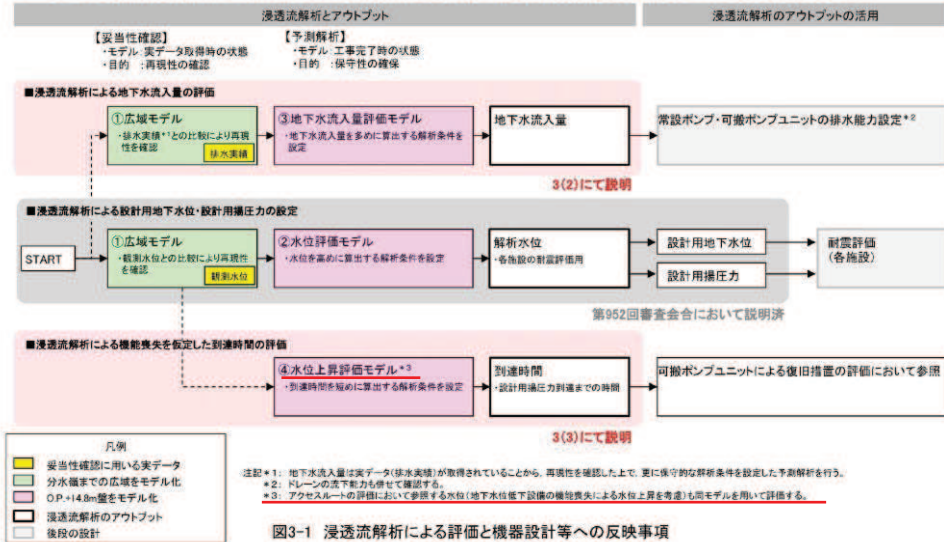 浸透流解析とアウトプット
浸透流解析のアウトプットの活用
【妥当性確認】
・モデル:実データ取得時の状態
・目的 :再現性の確認
【予測解析】
・モデル:工事完了時の状態
・目的 :保守性の確保
■浸透流解析による地下水流入量の評価
①広域モデル
・排水実績*1との比較により再現
性を確認
排水実績
③地下水流入量評価モデル
・地下水流入量を多めに算出する解析条件を
設定
地下水流入量
常設ポンプ・可搬ポンプユニットの排水能力設定*2
3(2)にて説明
■浸透流解析による設計用地下水位・設計用揚圧力の設定
START
①広域モデル
・観測水位との比較により再現性
を確認
観測水位
②水位評価モデル
・水位を高めに算出する解析条件を設定
解析水位
・各施設の耐震評価用
設計用地下水位
設計用揚圧力
耐震評価
(各施設)
第952回審査会合において説明済
■浸透流解析による機能喪失を仮定した到達時間の評価
④水位上昇評価モデル*3
・到達時間を短めに算出する解析条件を設定
到達時間
・設計用揚圧力到達までの時間
可搬ポンプユニットによる復旧措置の評価において参照
3(3)にて説明
凡例
妥当性確認に用いる実データ
分水嶺までの広域をモデル化
O.P.+14.8m盤をモデル化
浸透流解析のアウトプット
後段の設計
注記*1: 地下水流入量は実データ(排水実績)が取得されていることから、再現性を確認した上で、更に保守的な解析条件を設定した予測解析を行う。
*2: ドレーンの流下能力も併せて確認する。
*3: アクセスルートの評価において参照する水位(地下水位低下設備の機能喪失による水位上昇を考慮)も同モデルを用いて評価する。
図3-1 浸透流解析による評価と機器設計等への反映事項